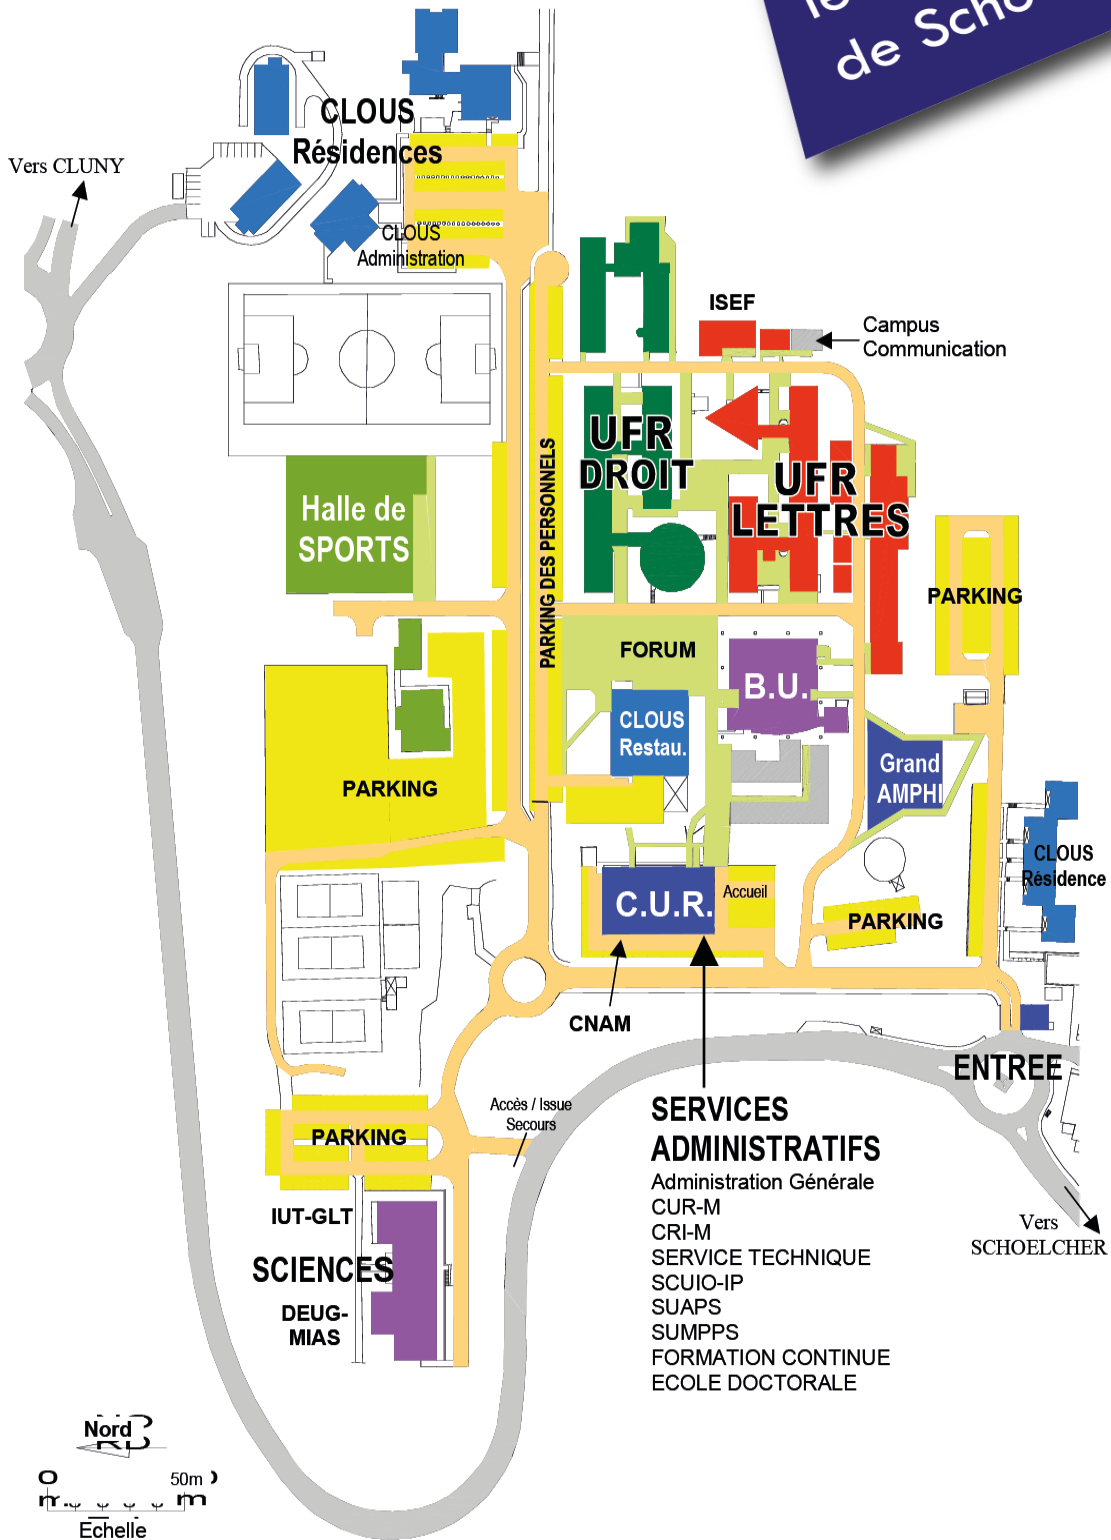 de Scho
CLOUS
Résidences
Vers CLUNY
CLOUS
Administration
ISEF
Campus
Communication
UFR
DROIT
UFR
LETTRES
Halle de
SPORTS
PARKING DES PERSONNELS
PARKING
FORUM
B.U.
CLOUS
Restau.
Grand
AMPHI
PARKING
CLOUS
Résidence
C.U.R.
Accueil
PARKING
CNAM
ENTREE
Accès / Issue
Secours
PARKING
SERVICES
ADMINISTRATIFS
Administration Générale
CUR-M
CRI-M
SERVICE TECHNIQUE
SCUIO-IP
SUAPS
SUMPPS
FORMATION CONTINUE
ECOLE DOCTORALE
Vers
SCHOELCHER
IUT-GLT
SCIENCES
DEUG-
MIAS
Nord
0 50m
m
Echelle